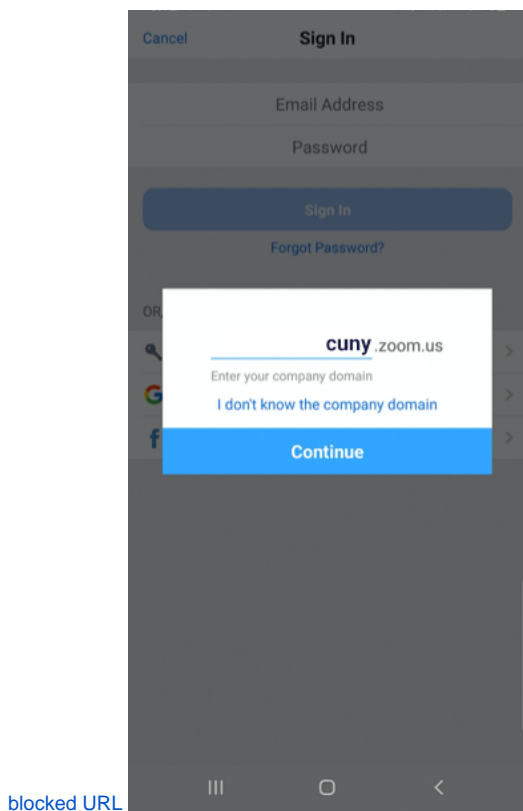 Cancel Sign In
Email Address
Password
Sign In
Forgot Password?
OR
cuny .zoom.us
Enter your company domain
I don't know the company domain
G
f
Continue
blocked URL